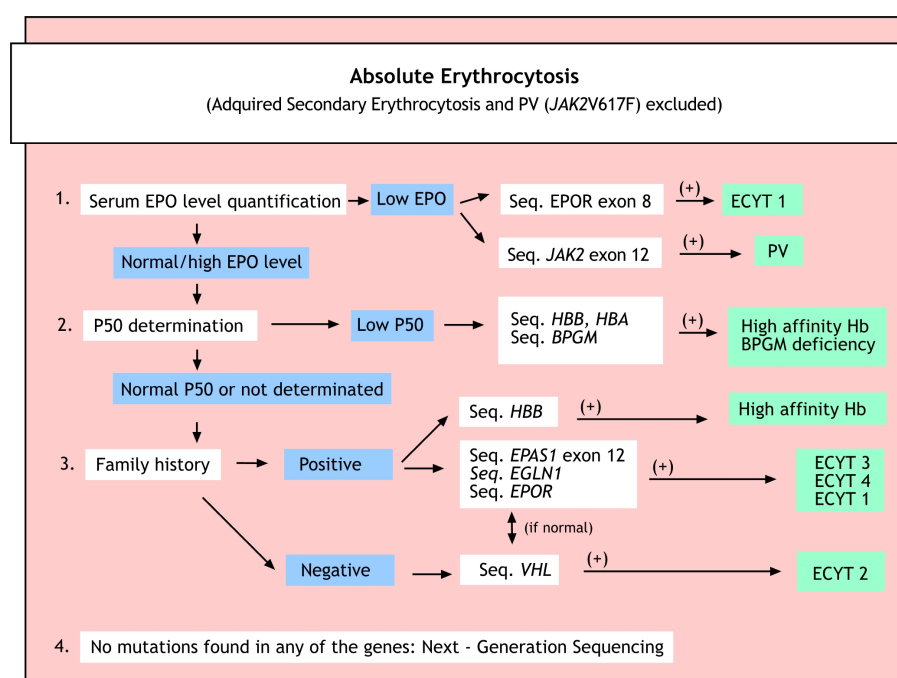 Absolute Erythrocytosis
(Adquired Secondary Erythrocytosis and PV (JAK2V617F) excluded)
1. Serum EPO level quantification
Low EPO
Seq. EPOR exon 8
(+)
ECYT 1
Seq. JAK2 exon 12
(+)
PV
Normal/high EPO level
2. P50 determination
Low P50
Seq. HBB, HBA
Seq. BPGM
(+)
High affinity Hb
BPGM deficiency
Normal P50 or not determinated
Seq. HBB
(+)
High affinity Hb
3. Family history
Positive
Seq. EPAS1 exon 12
Seq. EGLN1
Seq. EPOR
(+)
ECYT 3
ECYT 4
ECYT 1
(if normal)
Negative
Seq. VHL
(+)
ECYT 2
4. No mutations found in any of the genes: Next - Generation Sequencing